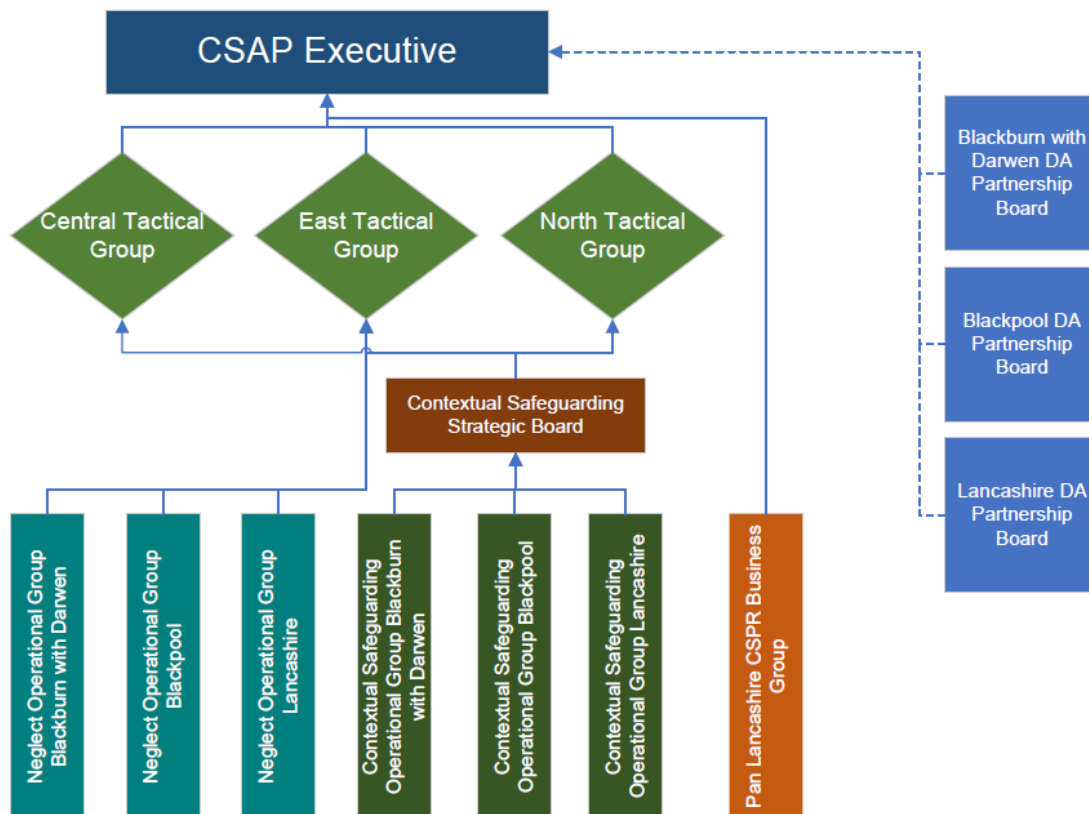 CSAP Executive
Blackburn with
Darwen DA
Partnership
Board
Central Tactical
Group
East Tactical
Group
North Tactical
Group
Blackpool DA
Partnership
Board
Contextual Safeguarding
Strategic Board
Lancashire DA
Partnership
Board
Neglect Operational Group
Blackburn with Darwen
Neglect Operational Group
Blackpool
Neglect Operational Group
Lancashire
Contextual Safeguarding
Operational Group Blackburn
with Darwen
Contextual Safeguarding
Operational Group Blackpool
Contextual Safeguarding
Operational Group Lancashire
Pan Lancashire CSPR Business
Group